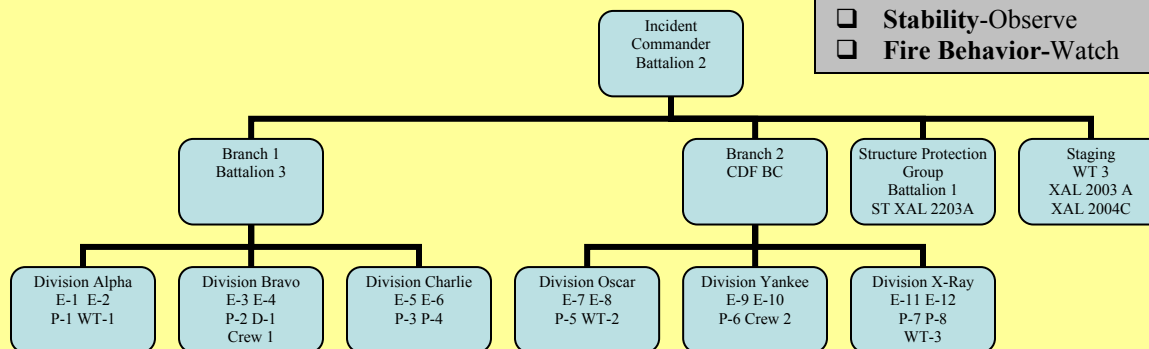 ❑ Stability-Observe
❑ Fire Behavior-Watch
Incident
Commander
Battalion 2
Branch 1
Battalion 3
Branch 2
CDF BC
Structure Protection
Group
Battalion 1
ST XAL 2203A
Staging
WT 3
XAL 2003 A
XAL 2004C
Division Alpha
E-1 E-2
P-1 WT-1
Division Bravo
E-3 E-4
P-2 D-1
Crew 1
Division Charlie
E-5 E-6
P-3 P-4
Division Oscar
E-7 E-8
P-5 WT-2
Division Yankee
E-9 E-10
P-6 Crew 2
Division X-Ray
E-11 E-12
P-7 P-8
WT-3